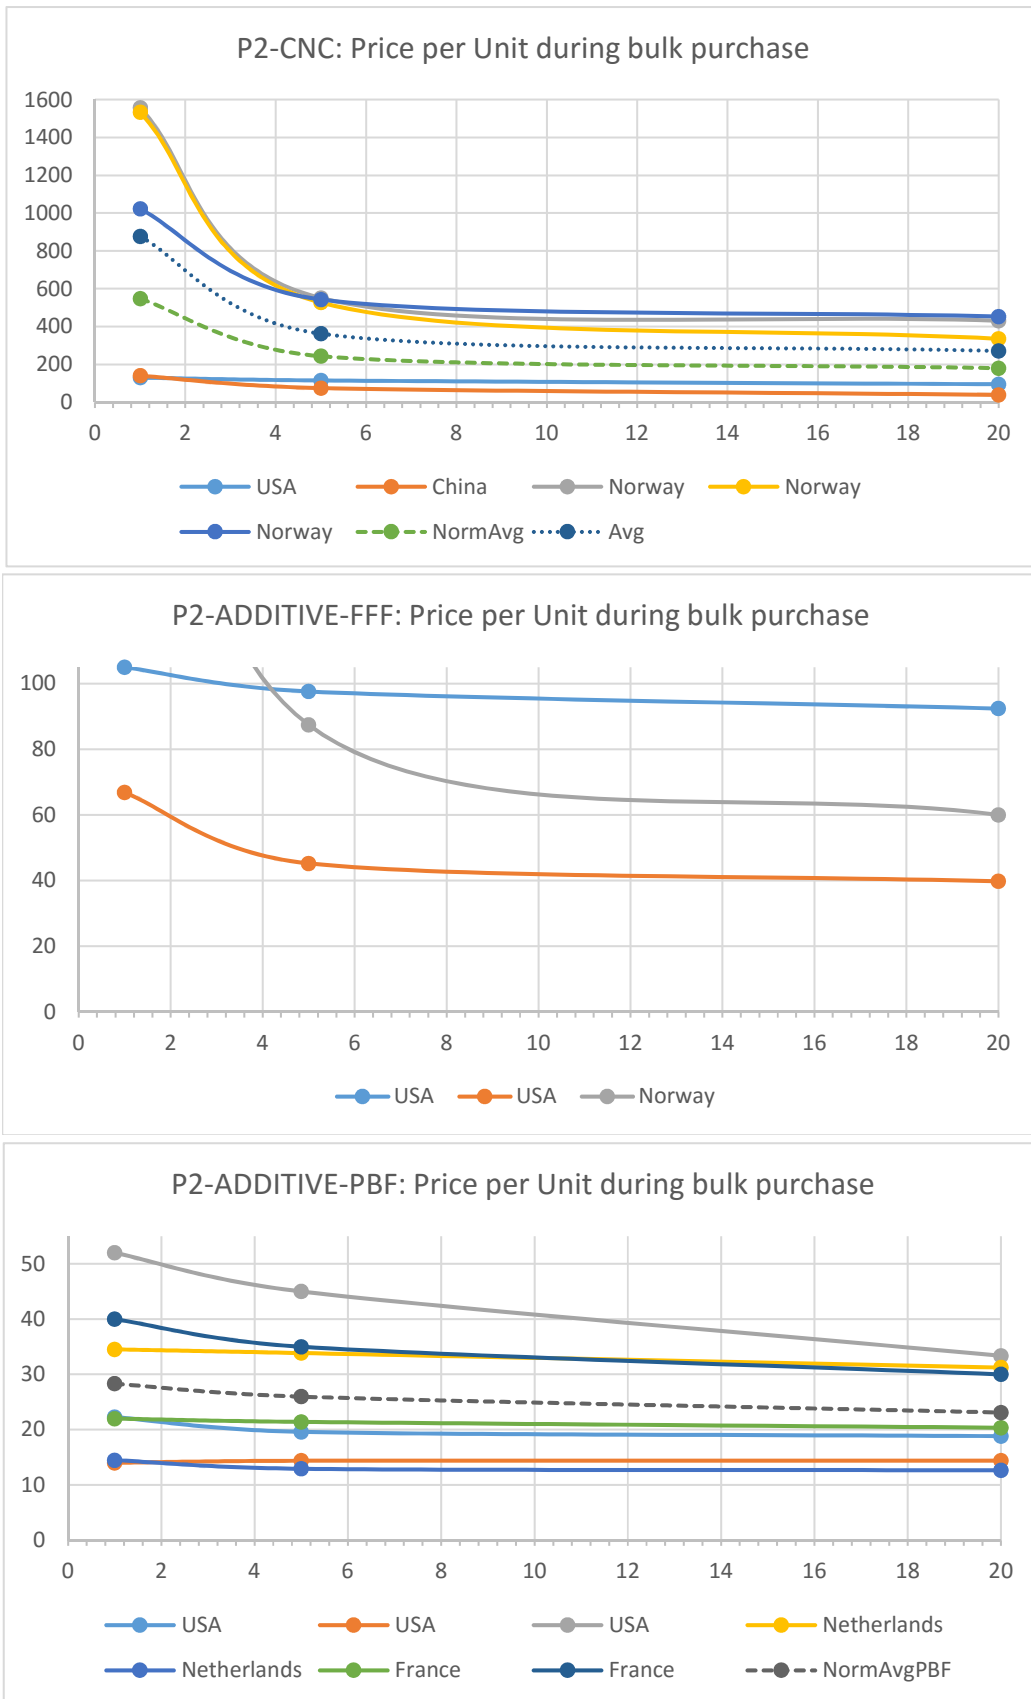 P2-CNC: Price per Unit during bulk purchase
1600
1400
1200
1000
800
600
400
200
0
0 2 4 6 8 10 12 14 16 18 20
USA China Norway Norway
Norway NormAvg Avg
P2-ADDITIVE-FFF: Price per Unit during bulk purchase
100
80
60
40
20
0
0 2 4 6 8 10 12 14 16 18 20
USA USA Norway
P2-ADDITIVE-PBF: Price per Unit during bulk purchase
50
40
30
20
10
0
0 2 4 6 8 10 12 14 16 18 20
USA USA USA Netherlands
Netherlands France France NormAvgPBF